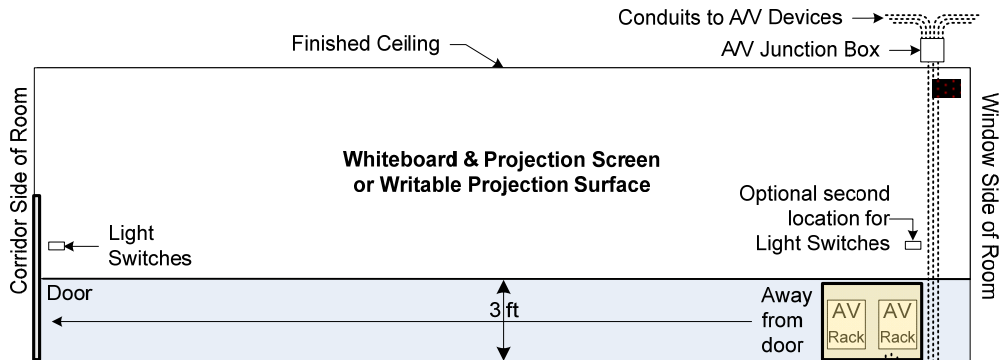 Conduits to A/V Devices
Finished Ceiling
A/V Junction Box
Corridor Side of Room
Window Side of Room
Whiteboard & Projection Screen
or Writable Projection Surface
Optional second
location for
Light Switches
Light
Switches
Door
3 ft
Away
from
door
AV
Rack
AV
Rack